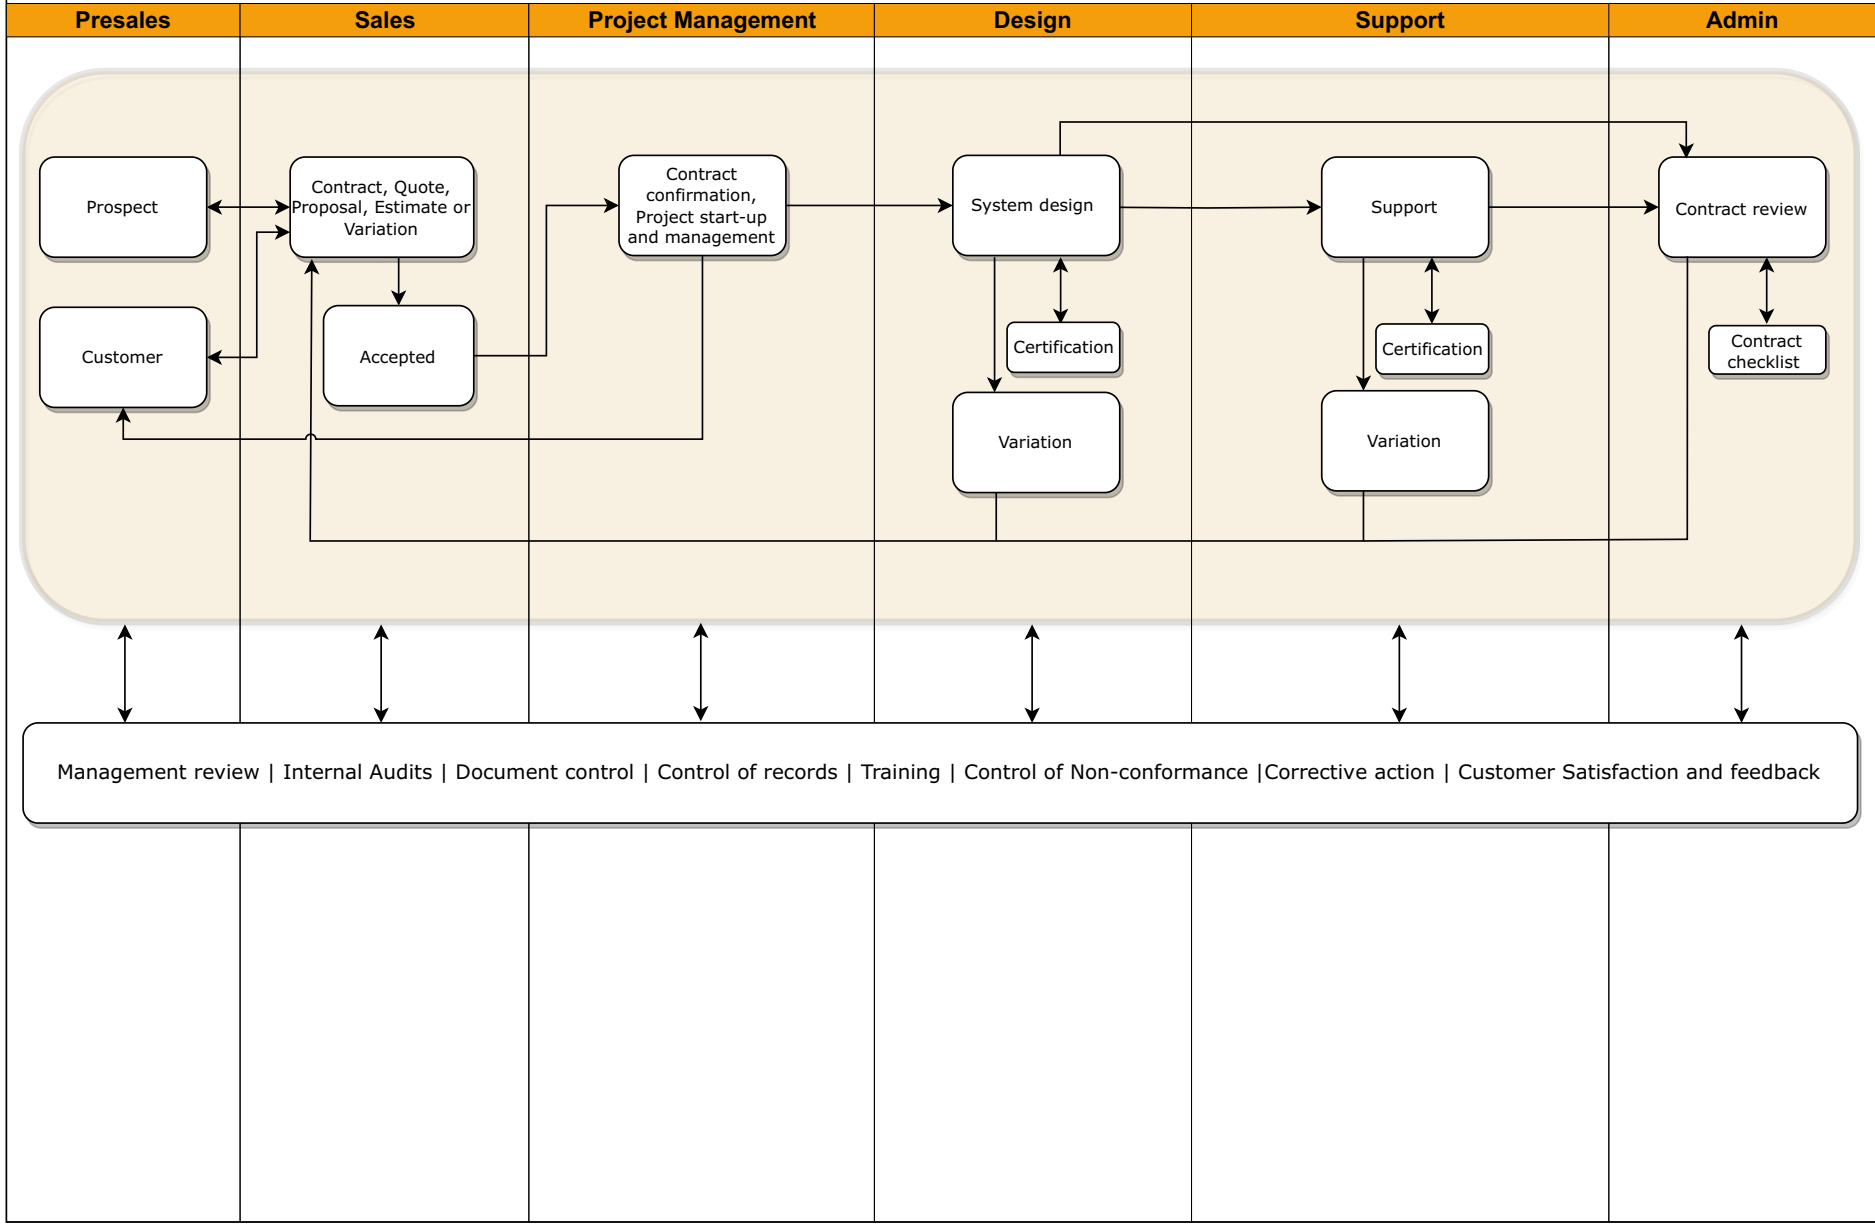 Presales
Sales
Project Management
Design
Support
Admin
Prospect
Contract, Quote,
Proposal, Estimate or
Variation
Contract
confirmation,
Project start-up
and management
System design
Support
Contract review
Customer
Accepted
Certification
Certification
Contract
checklist
Variation
Variation
Management review | Internal Audits | Document control | Control of records | Training | Control of Non-conformance |Corrective action | Customer Satisfaction and feedback